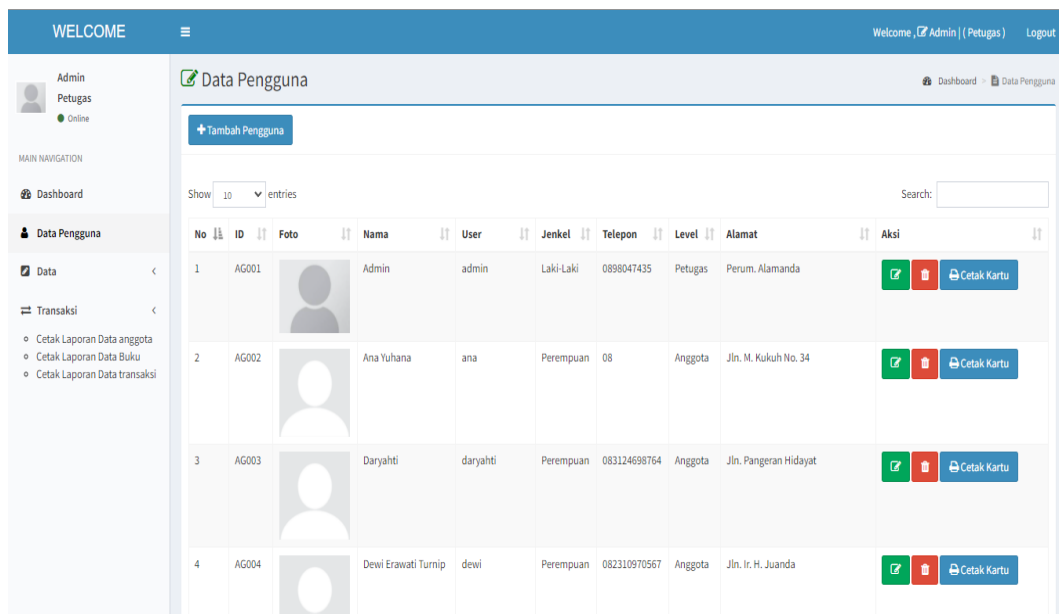 WELCOME
Welcome , Admin | ( Petugas ) Logout
Admin
Petugas
Online
MAIN NAVIGATION
Dashboard
Data Pengguna
Data
Transaksi
Cetak Laporan Data anggota
Cetak Laporan Data Buku
Cetak Laporan Data transaksi
Data Pengguna
Dashboard > Data Pengguna
+Tambah Pengguna
Show 10 entries
Search:
No ID Foto Nama User Jenkel Telepon Level Alamat Aksi
1 AG001 Admin admin Laki-Laki 0898047435 Petugas Perum. Alamanda Cetak Kartu
2 AG002 Ana Yuhana ana Perempuan 08 Anggota Jln. M. Kukuh No. 34 Cetak Kartu
3 AG003 Daryahti daryahti Perempuan 083124698764 Anggota Jln. Pangeran Hidayat Cetak Kartu
4 AG004 Dewi Erawati Turnip dewi Perempuan 082310970567 Anggota Jln. Ir. H. Juanda Cetak Kartu